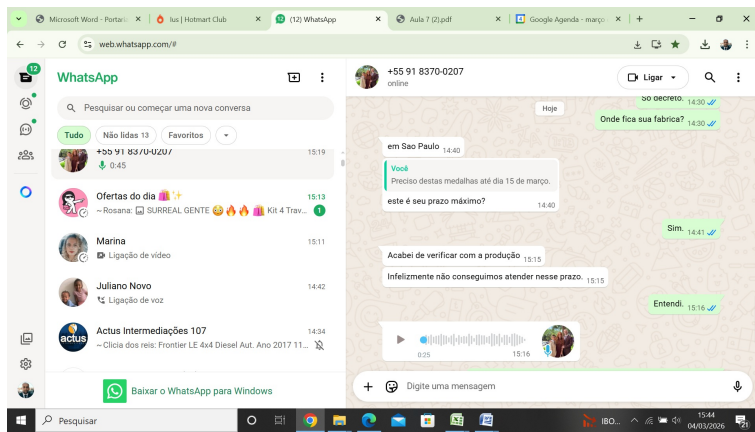 Microsoft Word - Portari
Ius | Hotmart Club
(12) WhatsApp
Aula 7 (2).pdf
Google Agenda - março
web.whatsapp.com/#
12
WhatsApp
Pesquisar ou começar uma nova conversa
Tudo
Não lidas 13
Favoritos
+55 91 8370-0207
15:19
0:45
Ofertas do dia 🛍️✨
15:13
~Rosana: SURREAL GENTE 😳🔥🔥🛍️ Kit 4 Trav...
1
Marina
15:11
Ligação de vídeo
Juliano Novo
14:42
Ligação de voz
actus
Actus Intermediações 107
14:34
~Clicia dos reis: Frontier LE 4x4 Diesel Aut. Ano 2017 11...
Baixar o WhatsApp para Windows
+55 91 8370-0207
online
Ligar
Hoje
So decreto. 14:30
Onde fica sua fabrica? 14:30
em Sao Paulo 14:40
Você
Preciso destas medalhas até dia 15 de março.
este é seu prazo máximo?
14:40
Sim. 14:41
Acabei de verificar com a produção 15:15
Infelizmente não conseguimos atender nesse prazo. 15:15
Entendi. 15:16
0:25
15:16
Digite uma mensagem
Pesquisar
IBO...
15:44
04/03/2026
21